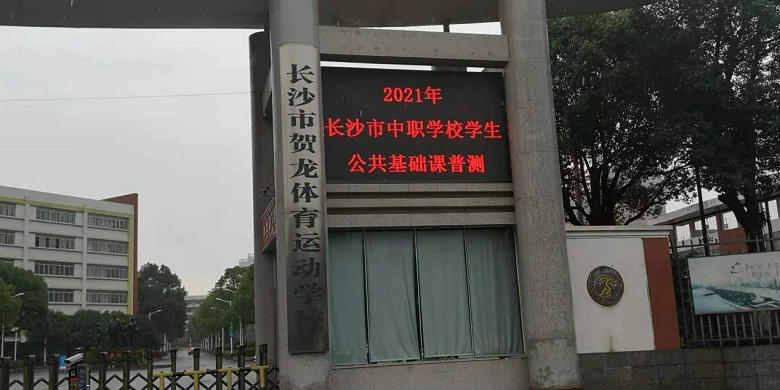 长沙市贺龙体育运动学校
2021年
长沙市中职学校学生
公共基础课普测